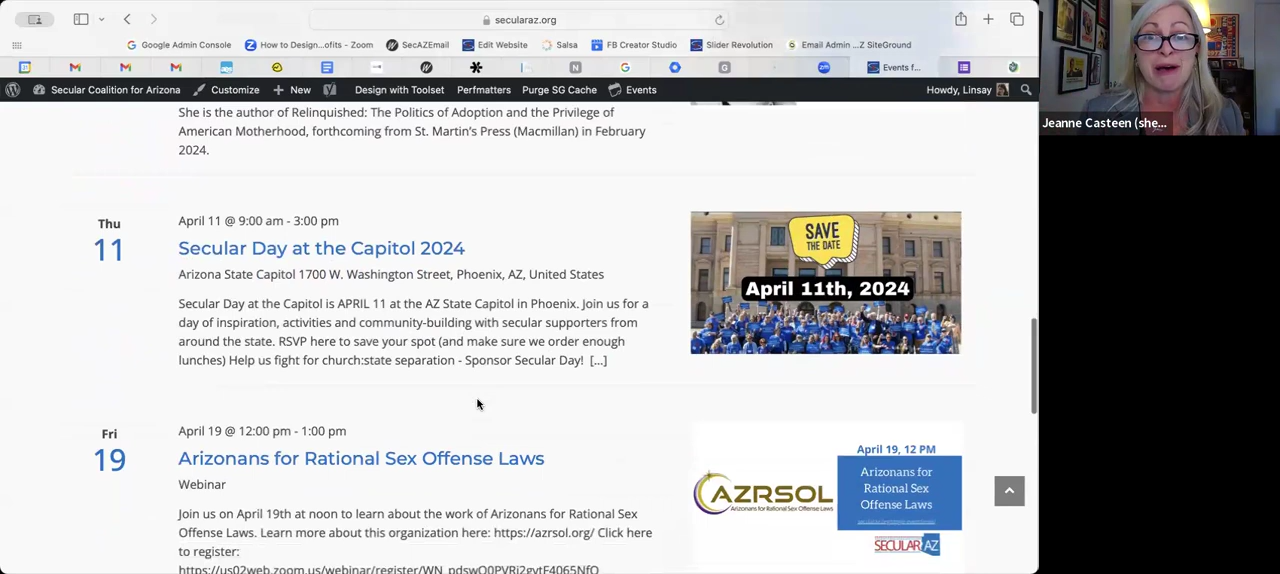 secularaz.org
Google Admin Console
How to Design...ofits - Zoom
SecAZEmail
Edit Website
Salsa
FB Creator Studio
Slider Revolution
Email Admin ...Z SiteGround
Events f...
Secular Coalition for Arizona
Customize
New
Design with Toolset
Perfmatters
Purge SG Cache
Events
Howdy, Linsay
Jeanne Casteen (she...
She is the author of Relinquished: The Politics of Adoption and the Privilege of
American Motherhood, forthcoming from St. Martin's Press (Macmillan) in February
2024.
Thu
11
April 11 @ 9:00 am - 3:00 pm
Secular Day at the Capitol 2024
Arizona State Capitol 1700 W. Washington Street, Phoenix, AZ, United States
Secular Day at the Capitol is APRIL 11 at the AZ State Capitol in Phoenix. Join us for a
day of inspiration, activities and community-building with secular supporters from
around the state. RSVP here to save your spot (and make sure we order enough
lunches) Help us fight for church:state separation - Sponsor Secular Day! [...]
SAVE
THE DATE
April 11th, 2024
Fri
19
April 19 @ 12:00 pm - 1:00 pm
Arizonans for Rational Sex Offense Laws
Webinar
Join us on April 19th at noon to learn about the work of Arizonans for Rational Sex
Offense Laws. Learn more about this organization here: https://azrsol.org/ Click here
to register:
April 19, 12 PM
AZRSOL
Arizonans for Rational Sex Offense Laws
Arizonans for
Rational Sex
Offense Laws
SECULAR AZ